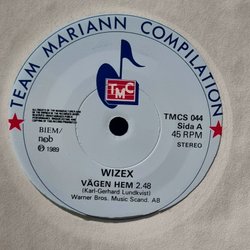 TEAM MARIANN COMPILATION
TMC
TMCS 044
Sida A
45 RPM
STEREO
BIEM/
n©b
℗ 1989
WIZEX
VÄGEN HEM 2.48
(Karl-Gerhard Lundkvist)
Warner Bros. Music Scand. AB